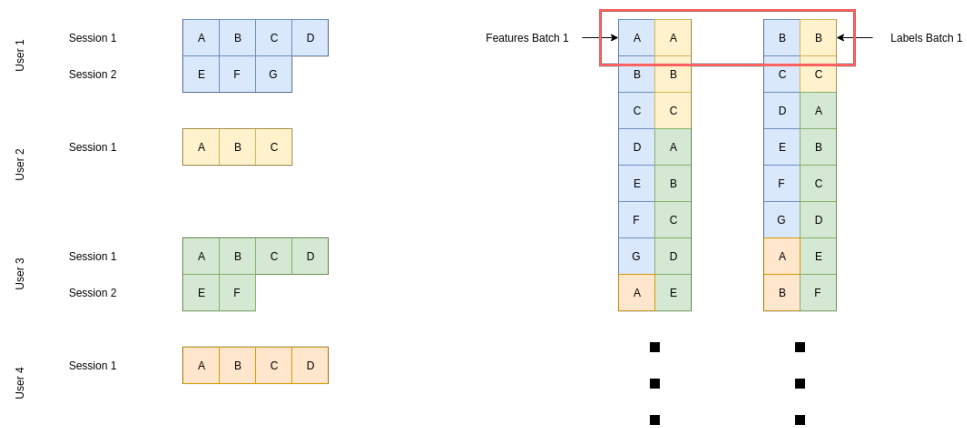 User 1
Session 1 A B C D
Session 2 E F G
User 2
Session 1 A B C
User 3
Session 1 A B C D
Session 2 E F
User 4
Session 1 A B C D
Features Batch 1 A A B B Labels Batch 1
B B C C
C C D A
D A E B
E B F C
F C G D
G D A E
A E B F